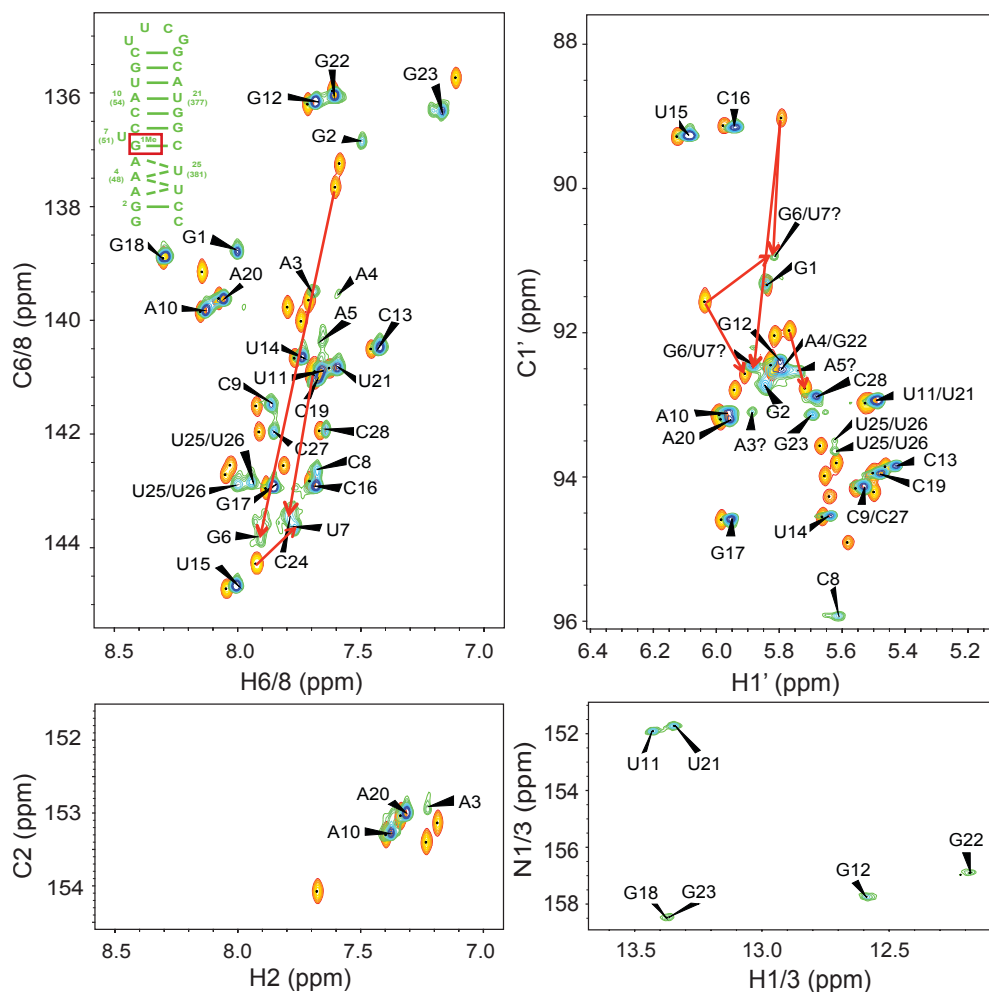 134
136
138
140
142
144
C6/8 (ppm)
8.5
8.0
7.5
7.0
H6/8 (ppm)
U
C
U
G
C
G
G
C
U
A
A
U
C
G
C
G
U
G
1Me
C
A
U
A
U
A
C
G
C
G
10
(54)
7
(51)
4
(48)
2
21
(377)
25
(381)
G22
G12
G23
G2
G18
G1
A3
A4
A20
A10
A5
C13
U14
U11
U21
C9
C19
U25/U26
C27
C28
C8
U25/U26
G17
C16
G6
U7
C24
U15
88
90
92
94
96
C1'
(ppm)
6.4
6.2
6.0
5.8
5.6
5.4
5.2
H1' (ppm)
U15
C16
G6/U7?
G1
G12
A4/G22
G6/U7?
A5?
C28
G2
U11/U21
A10
A20
A3?
G23
U25/U26
U25/U26
C13
C19
C9/C27
U14
G17
C8
152
153
154
C2 (ppm)
8.5
8.0
7.5
7.0
H2 (ppm)
A20
A3
A10
152
156
158
N1/3 (ppm)
13.5
13.0
12.5
H1/3 (ppm)
U11
U21
G22
G12
G18
G23